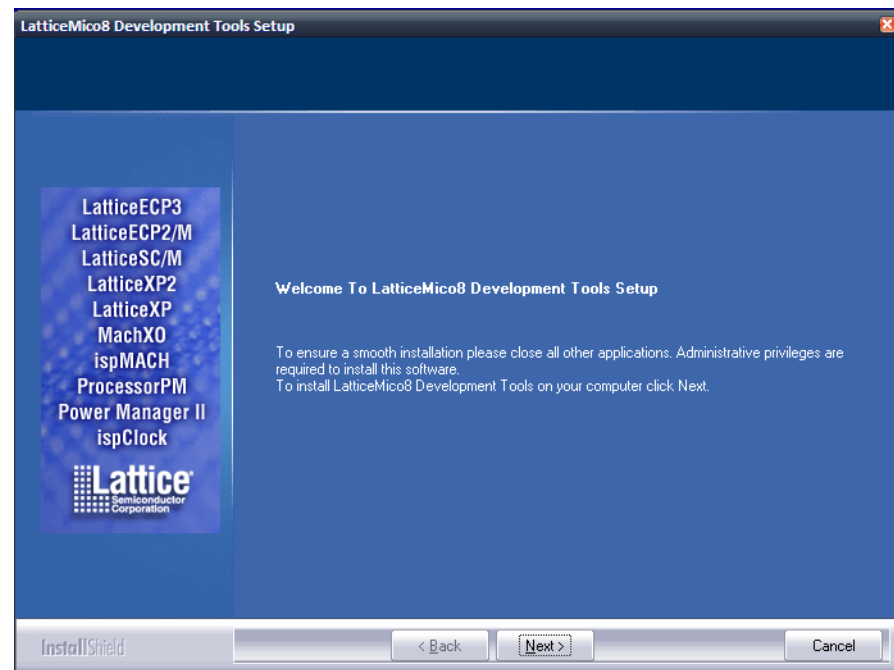 LatticeMico8 Development Tools Setup
LatticeECP3
LatticeECP2/M
LatticeSC/M
LatticeXP2
LatticeXP
MachXO
ispMACH
ProcessorPM
Power Manager II
ispClock
Lattice
Semiconductor
Corporation
Welcome To LatticeMico8 Development Tools Setup
To ensure a smooth installation please close all other applications. Administrative privileges are
required to install this software.
To install LatticeMico8 Development Tools on your computer click Next.
InstallShield
< Back
Next >
Cancel